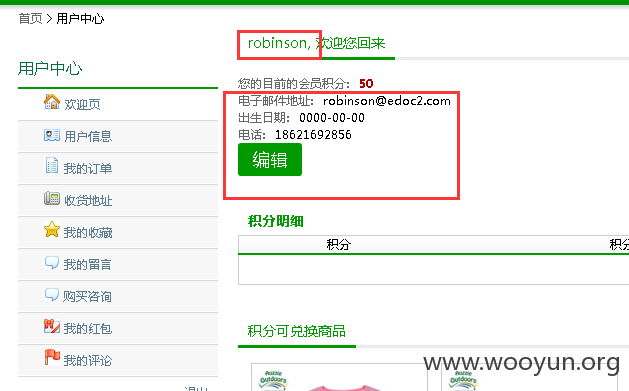 首页 > 用户中心
用户中心
欢迎页
用户信息
我的订单
收货地址
我的收藏
我的留言
购买咨询
我的红包
我的评论
robinson, 欢迎您回来
您的目前的会员积分: 50
电子邮件地址: robinson@edoc2.com
出生日期: 0000-00-00
电话: 18621692856
编辑
积分明细
积分
积分可兑换商品
Puzzle
Outdoors
Puzzle
Outdoors
www.wooyun.org